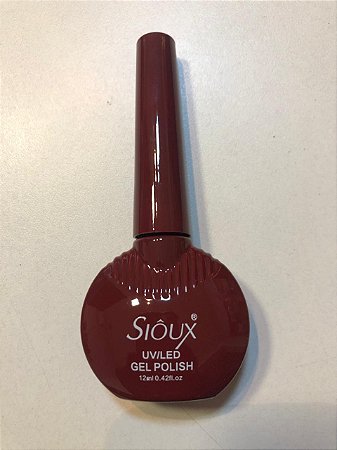 SIÔUX®
UV/LED
GEL POLISH
12ml 0.42fl.oz